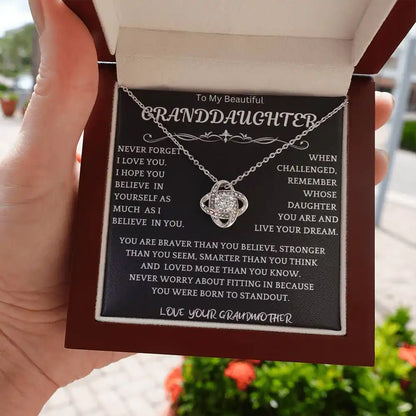 To My Beautiful
GRANDDAUGHTER
NEVER FORGET
I LOVE YOU.
I HOPE YOU
BELIEVE IN
YOURSELF AS
MUCH AS I
BELIEVE IN YOU.
WHEN
CHALLENGED,
REMEMBER
WHOSE
DAUGHTER
YOU ARE AND
LIVE YOUR DREAM.
YOU ARE BRAVER THAN YOU BELIEVE, STRONGER
THAN YOU SEEM, SMARTER THAN YOU THINK
AND LOVED MORE THAN YOU KNOW.
NEVER WORRY ABOUT FITTING IN BECAUSE
YOU WERE BORN TO STANDOUT.
LOVE YOUR GRANDMOTHER